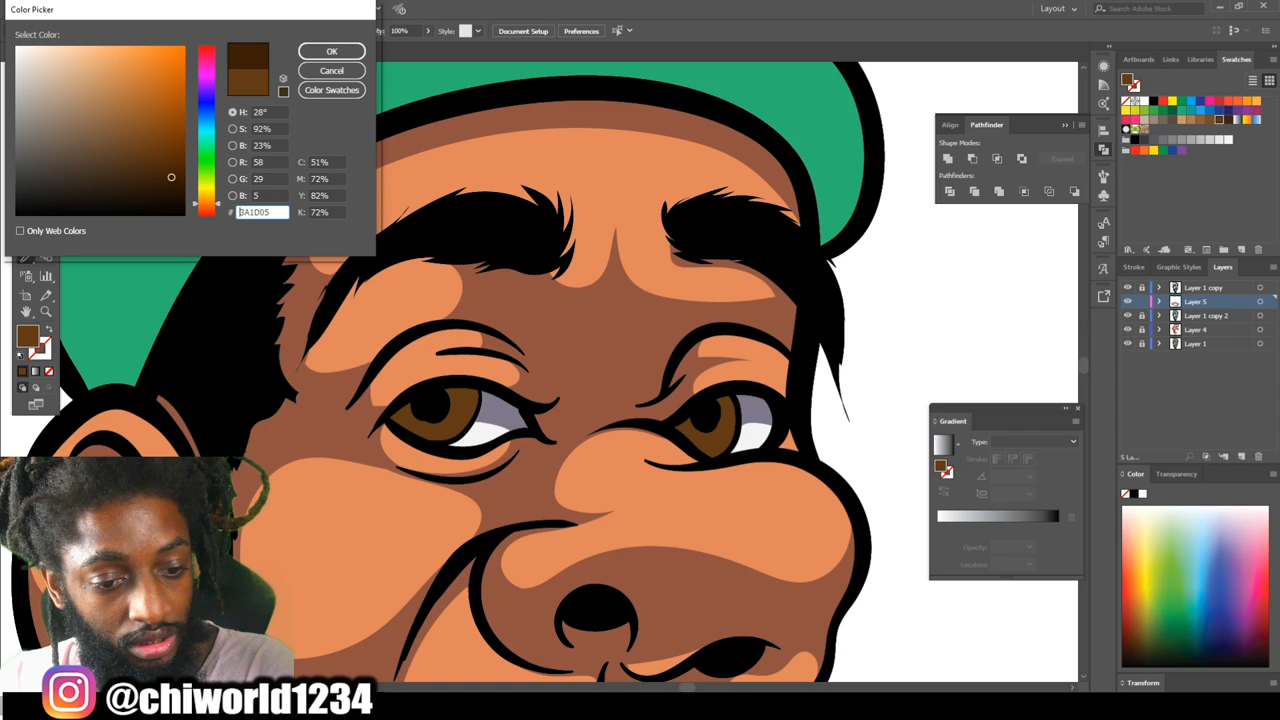 Color Picker
Select Color:
OK
Cancel
Color Swatches
H: 28°
S: 92%
B: 23%
R: 58
G: 29
B: 5
C: 51%
M: 72%
Y: 82%
K: 72%
# 3A1D05
Only Web Colors
100%
Style:
Document Setup
Preferences
Layout
Search Adobe Stock
Artboards
Links
Libraries
Swatches
Align
Pathfinder
Shape Modes:
Expand
Pathfinders:
Stroke
Graphic Styles
Layers
Layer 1 copy
Layer 5
Layer 1 copy 2
Layer 4
Layer 1
5 La...
Gradient
Type:
Stroke:
Opacity:
Location:
Color
Transparency
Transform
@chiworld1234